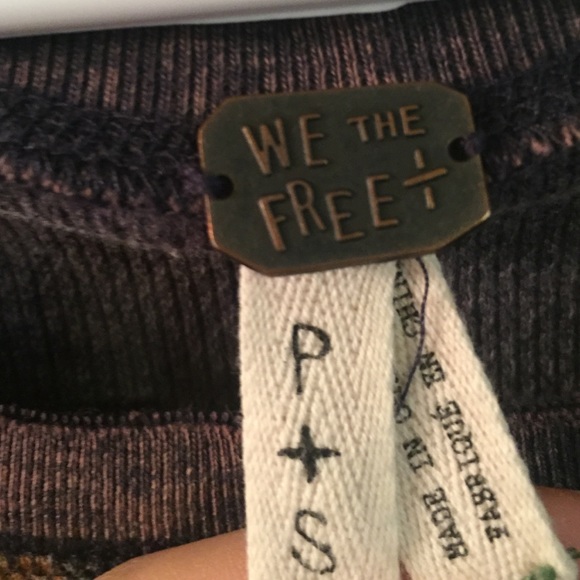 WE THE
FREE
P
+
S
MADE IN
FABRIQUÉ EN